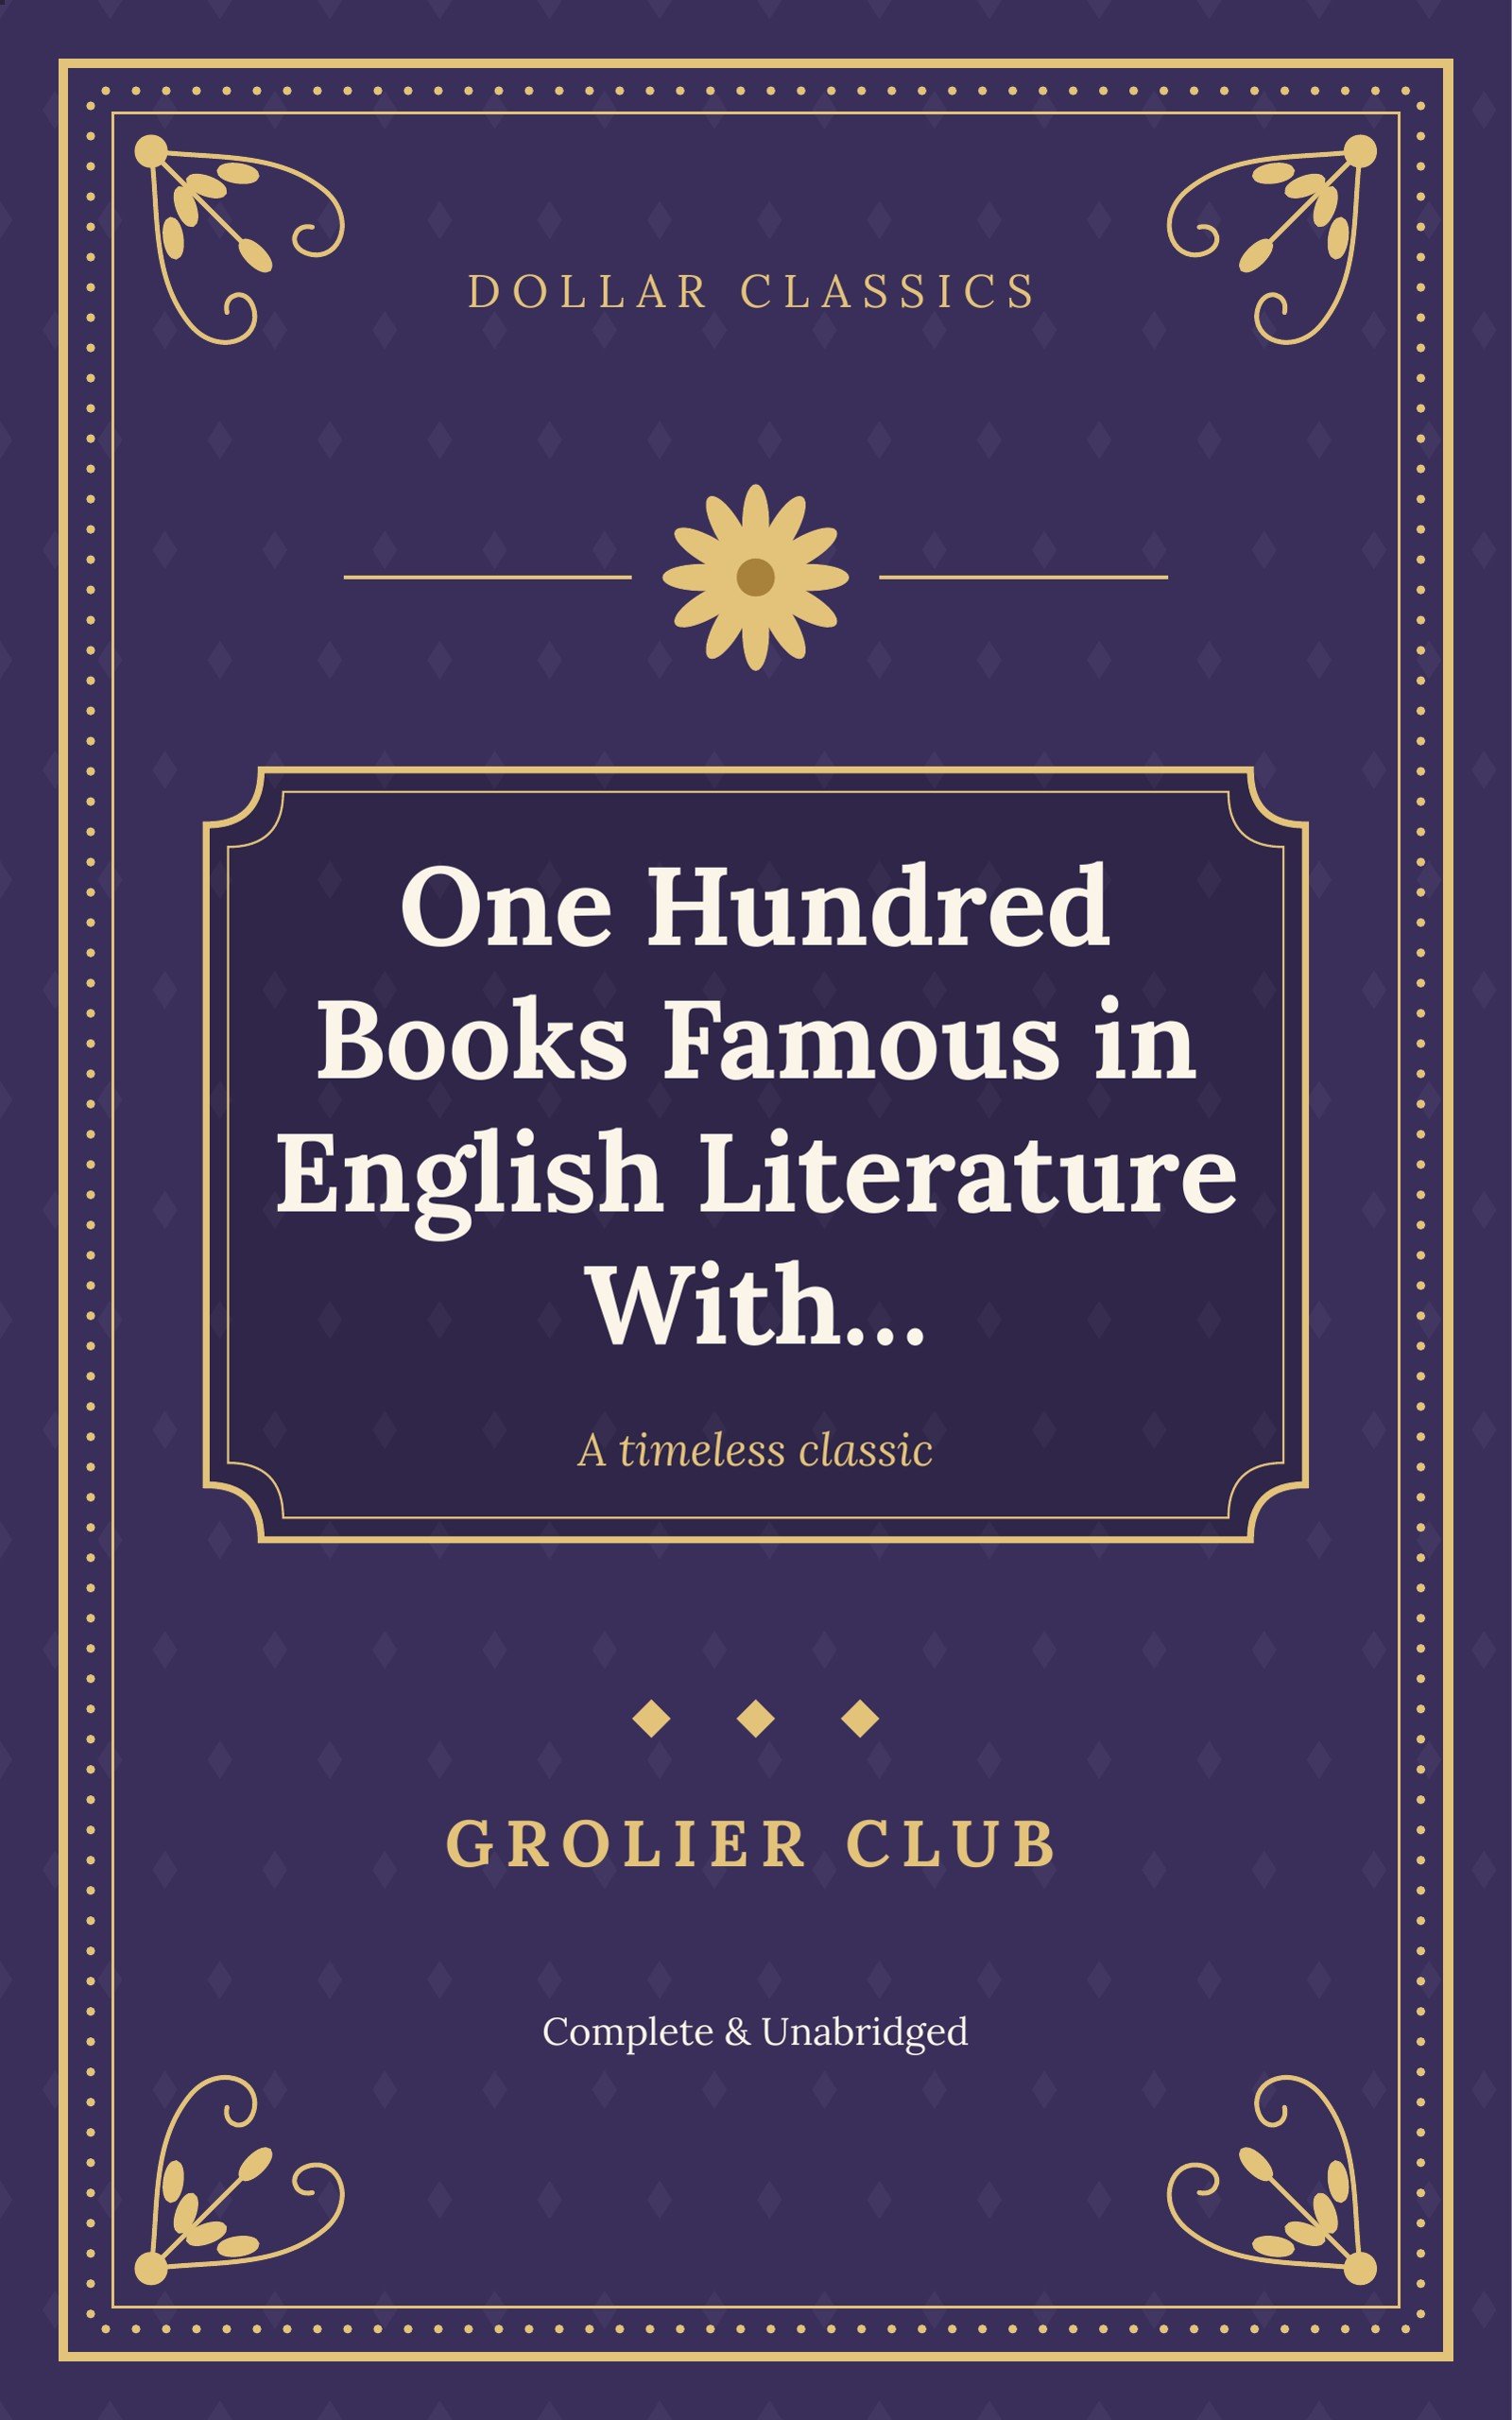 DOLLAR CLASSICS
One Hundred
Books Famous in
English Literature
With...
A timeless classic
GROLIER CLUB
Complete & Unabridged